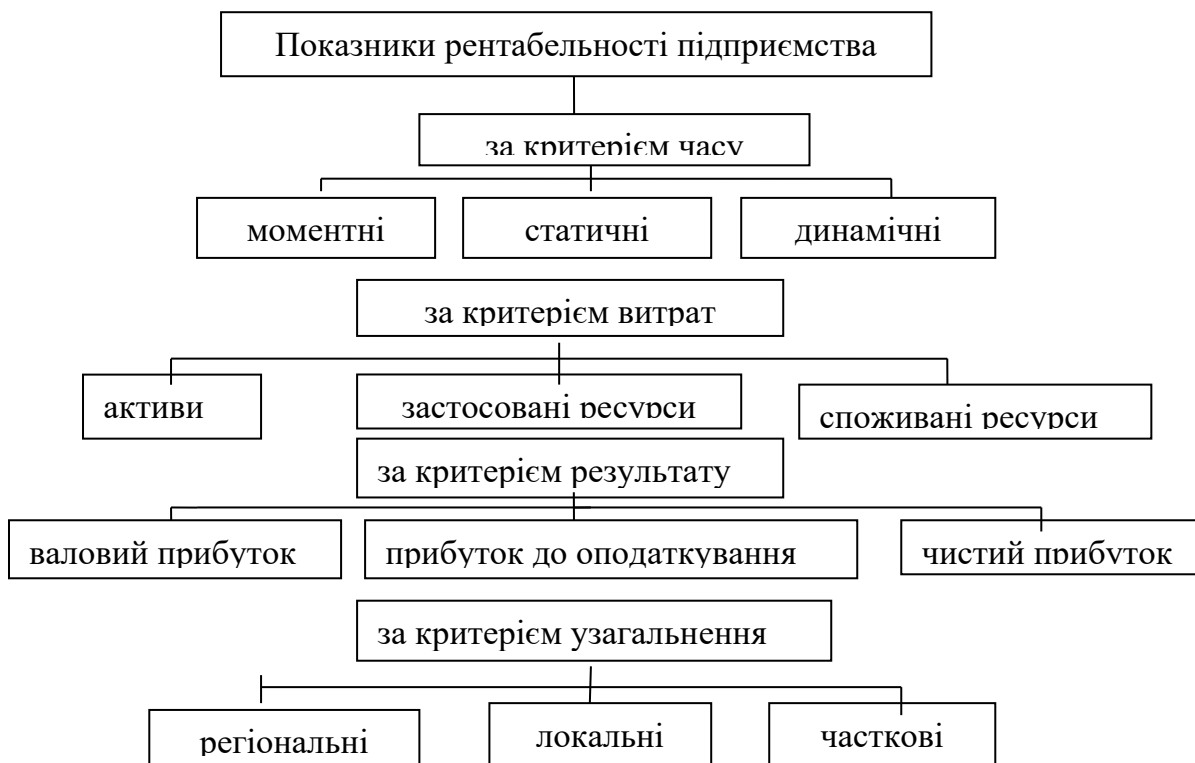 Показники рентабельності підприємства
за критерієм часу
моментні статичні динамічні
за критерієм витрат
активи застосовані ресурси споживані ресурси
за критерієм результату
валовий прибуток прибуток до оподаткування чистий прибуток
за критерієм узагальнення
регіональні локальні часткові